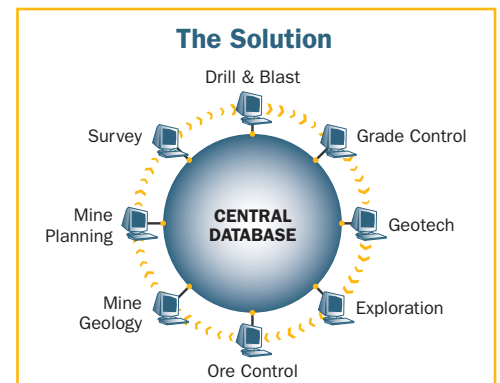 The Solution
Drill & Blast
Survey
Grade Control
Mine
Planning
CENTRAL
DATABASE
Geotech
Mine
Geology
Exploration
Ore Control